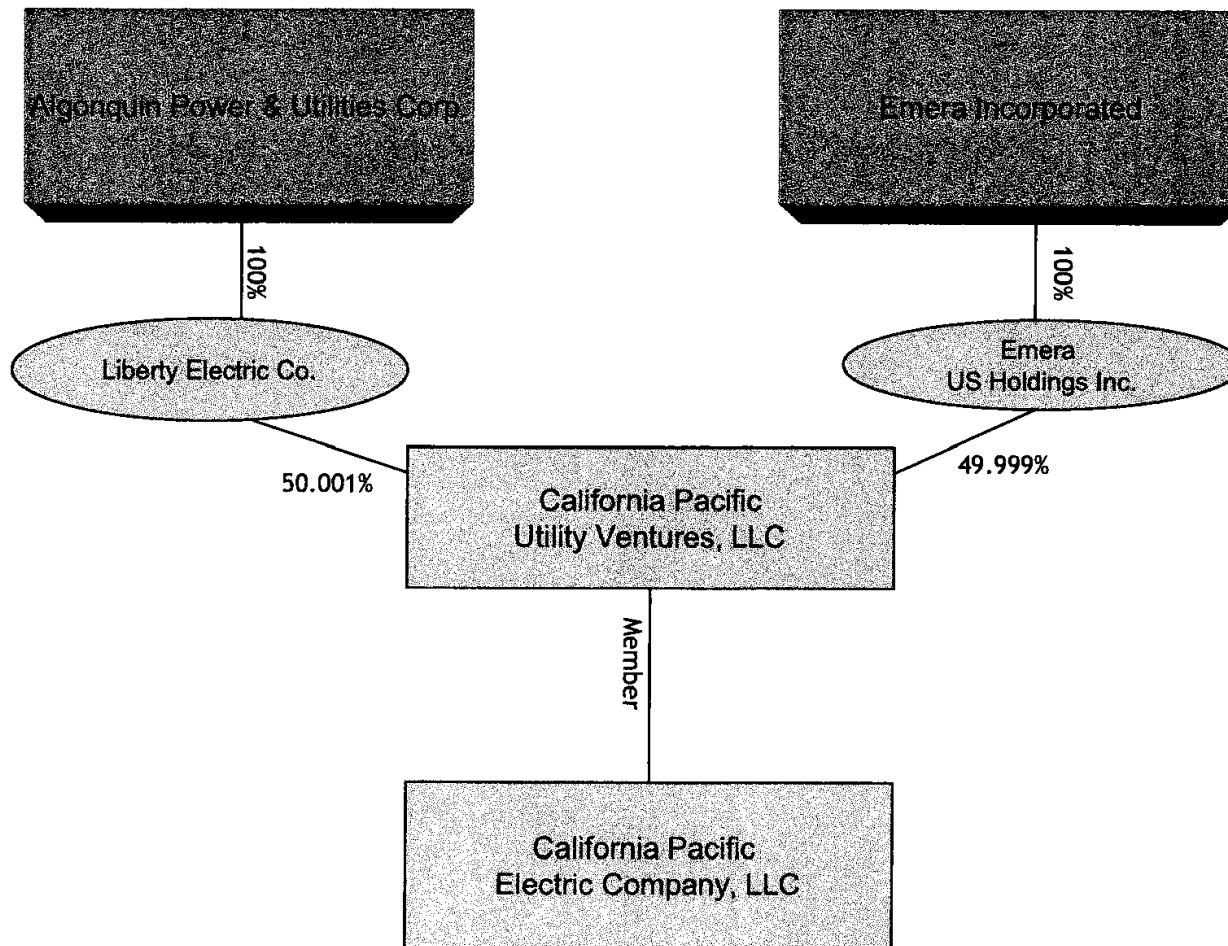 Algonquin Power & Utilities Corp.
Emera Incorporated
100%
100%
Liberty Electric Co.
Emera
US Holdings Inc.
50.001%
49.999%
California Pacific
Utility Ventures, LLC
Member
California Pacific
Electric Company, LLC